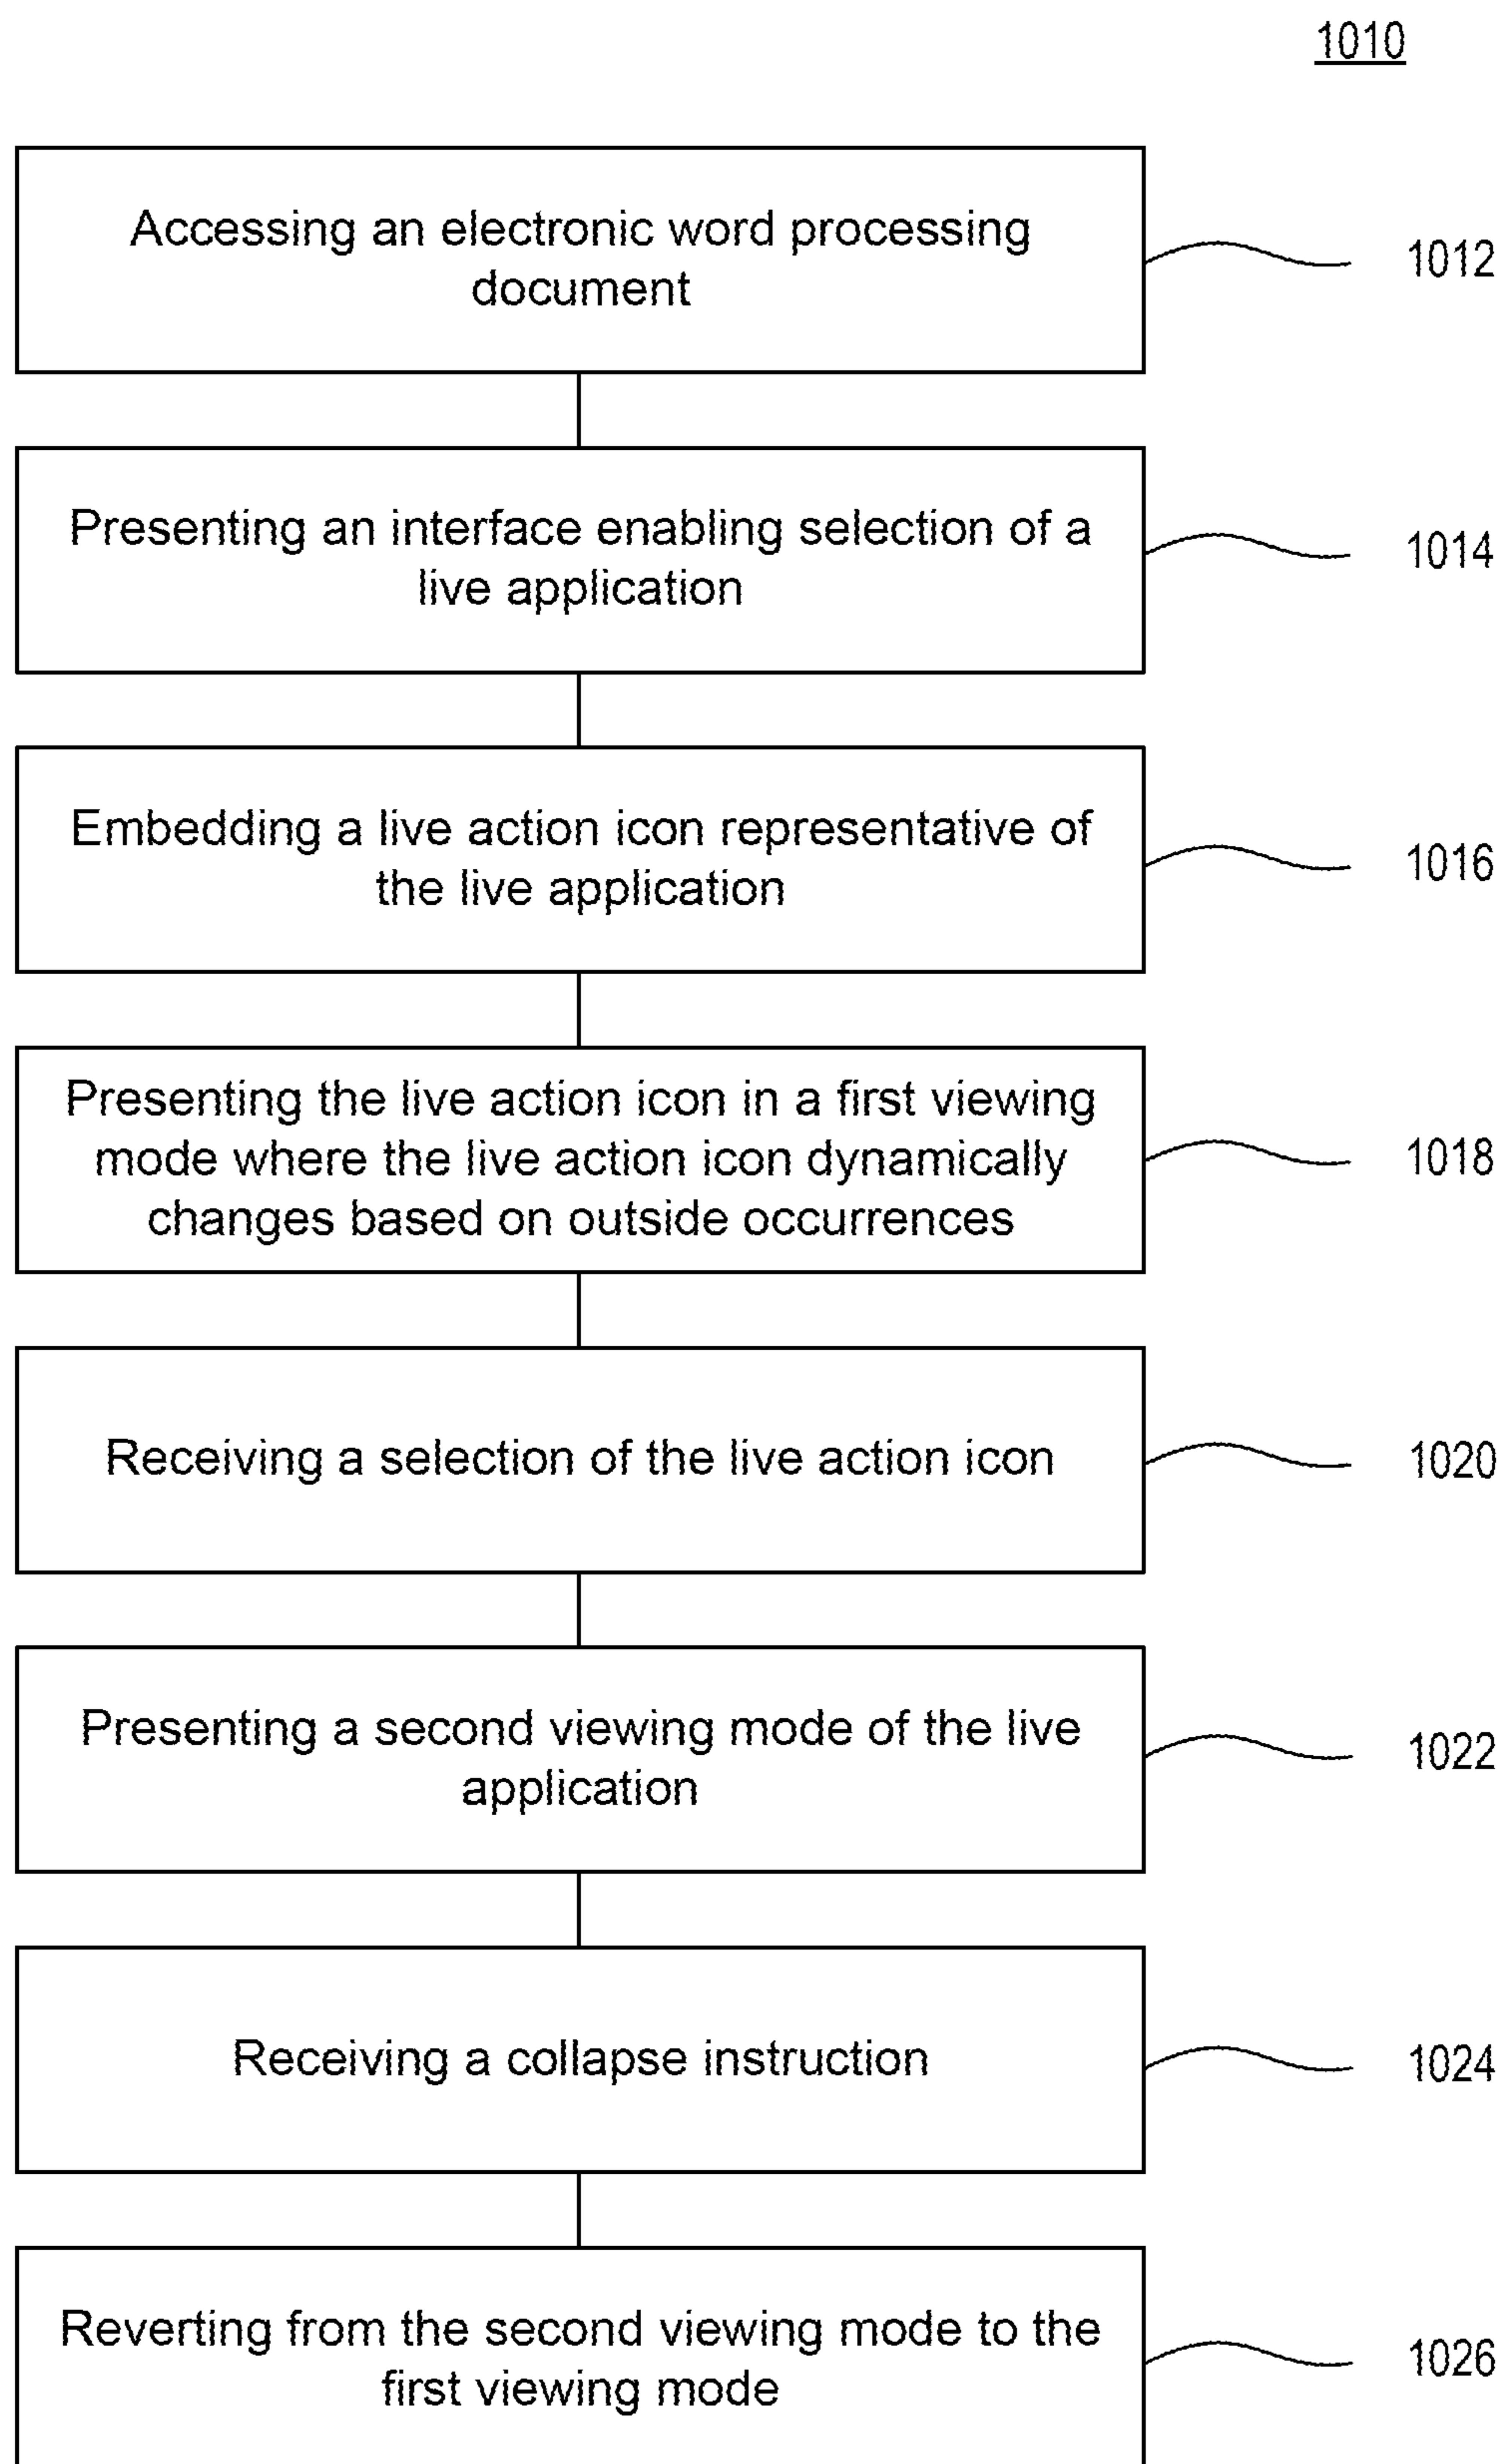 1010
Accessing an electronic word processing
document
1012
Presenting an interface enabling selection of a
live application
1014
Embedding a live action icon representative of
the live application
1016
Presenting the live action icon in a first viewing
mode where the live action icon dynamically
changes based on outside occurrences
1018
Receiving a selection of the live action icon
1020
Presenting a second viewing mode of the live
application
1022
Receiving a collapse instruction
1024
Reverting from the second viewing mode to the
first viewing mode
1026